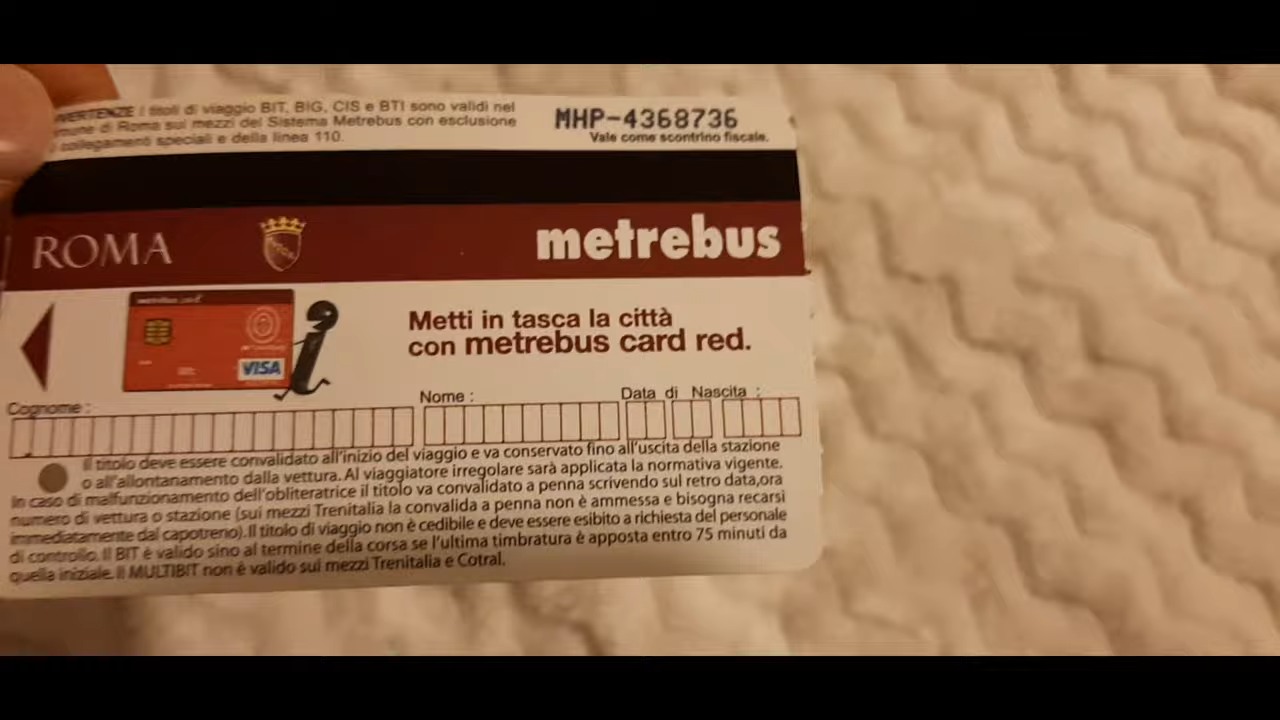 VERTENZE I titoli di viaggio BIT, BIG, CIS e BTI sono validi nel
mune di Roma sui mezzi del Sistema Metrebus con esclusione
collegamenti speciali e della linea 110.
MHP-4368736
Vale come scontrino fiscale.
ROMA
metrebus
VISA
Metti in tasca la città
con metrebus card red.
Cognome :
Nome :
Data di Nascita :
Il titolo deve essere convalidato all'inizio del viaggio e va conservato fino all'uscita della stazione
o all'allontanamento dalla vettura. Al viaggiatore irregolare sarà applicata la normativa vigente.
In caso di malfunzionamento dell'obliteratrice il titolo va convalidato a penna scrivendo sul retro data,ora
numero di vettura o stazione (sui mezzi Trenitalia la convalida a penna non è ammessa e bisogna recarsi
immediatamente dal capotreno).Il titolo di viaggio non è cedibile e deve essere esibito a richiesta del personale
di controllo. Il BIT è valido sino al termine della corsa se l'ultima timbratura è apposta entro 75 minuti da
quella iniziale. Il MULTIBIT non è valido sui mezzi Trenitalia e Cotral.